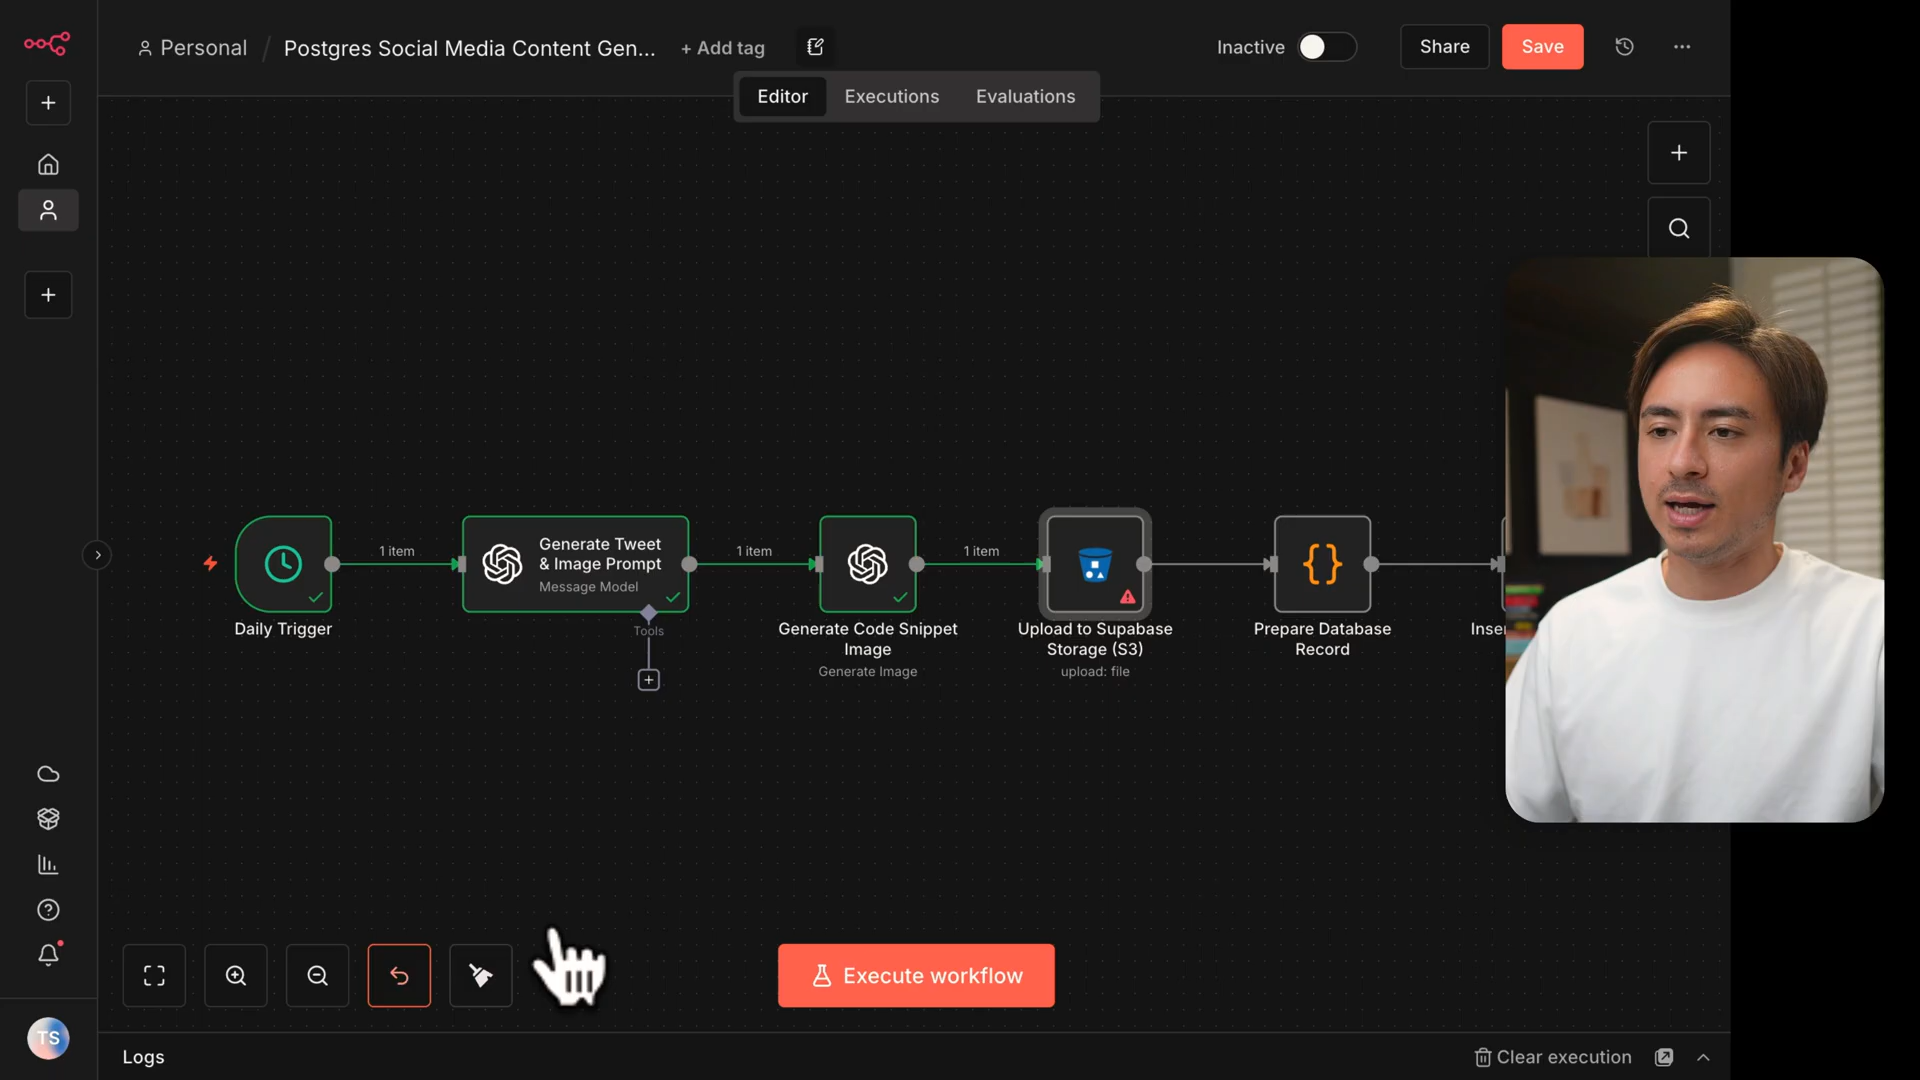 Personal / Postgres Social Media Content Gen... + Add tag
Inactive
Share
Save
Editor
Executions
Evaluations
1 item
1 item
1 item
Generate Tweet
& Image Prompt
Message Model
Tools
Daily Trigger
Generate Code Snippet
Image
Generate Image
Upload to Supabase
Storage (S3)
upload: file
{}
Prepare Database
Record
Inser
Execute workflow
TS
Logs
Clear execution